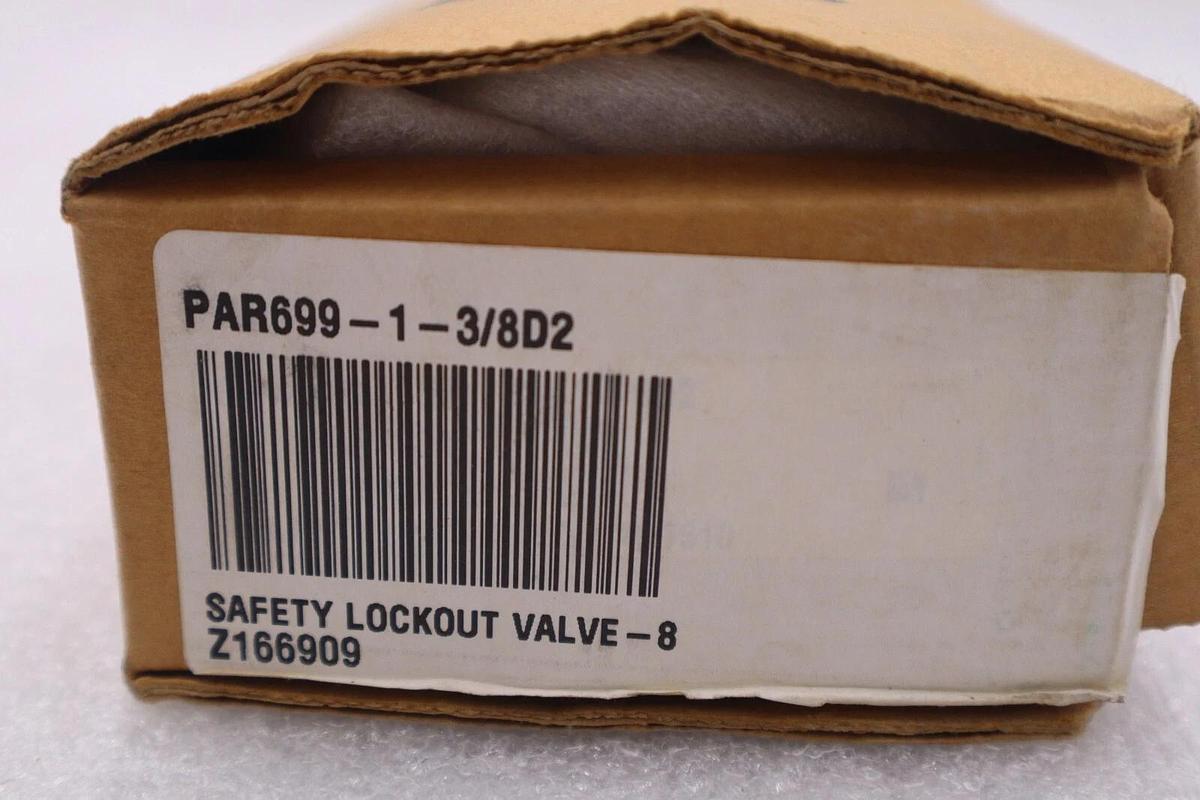 PAR699-1-3/8D2
SAFETY LOCKOUT VALVE-8
Z166909